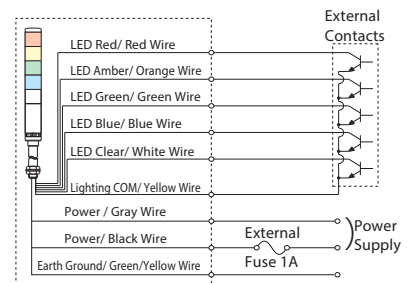 External
Contacts
LED Red/ Red Wire
LED Amber/ Orange Wire
LED Green/ Green Wire
LED Blue/ Blue Wire
LED Clear/ White Wire
Lighting COM/ Yellow Wire
Power / Gray Wire
Power/ Black Wire
External
Fuse 1A
Power
Supply
Earth Ground/ Green/Yellow Wire